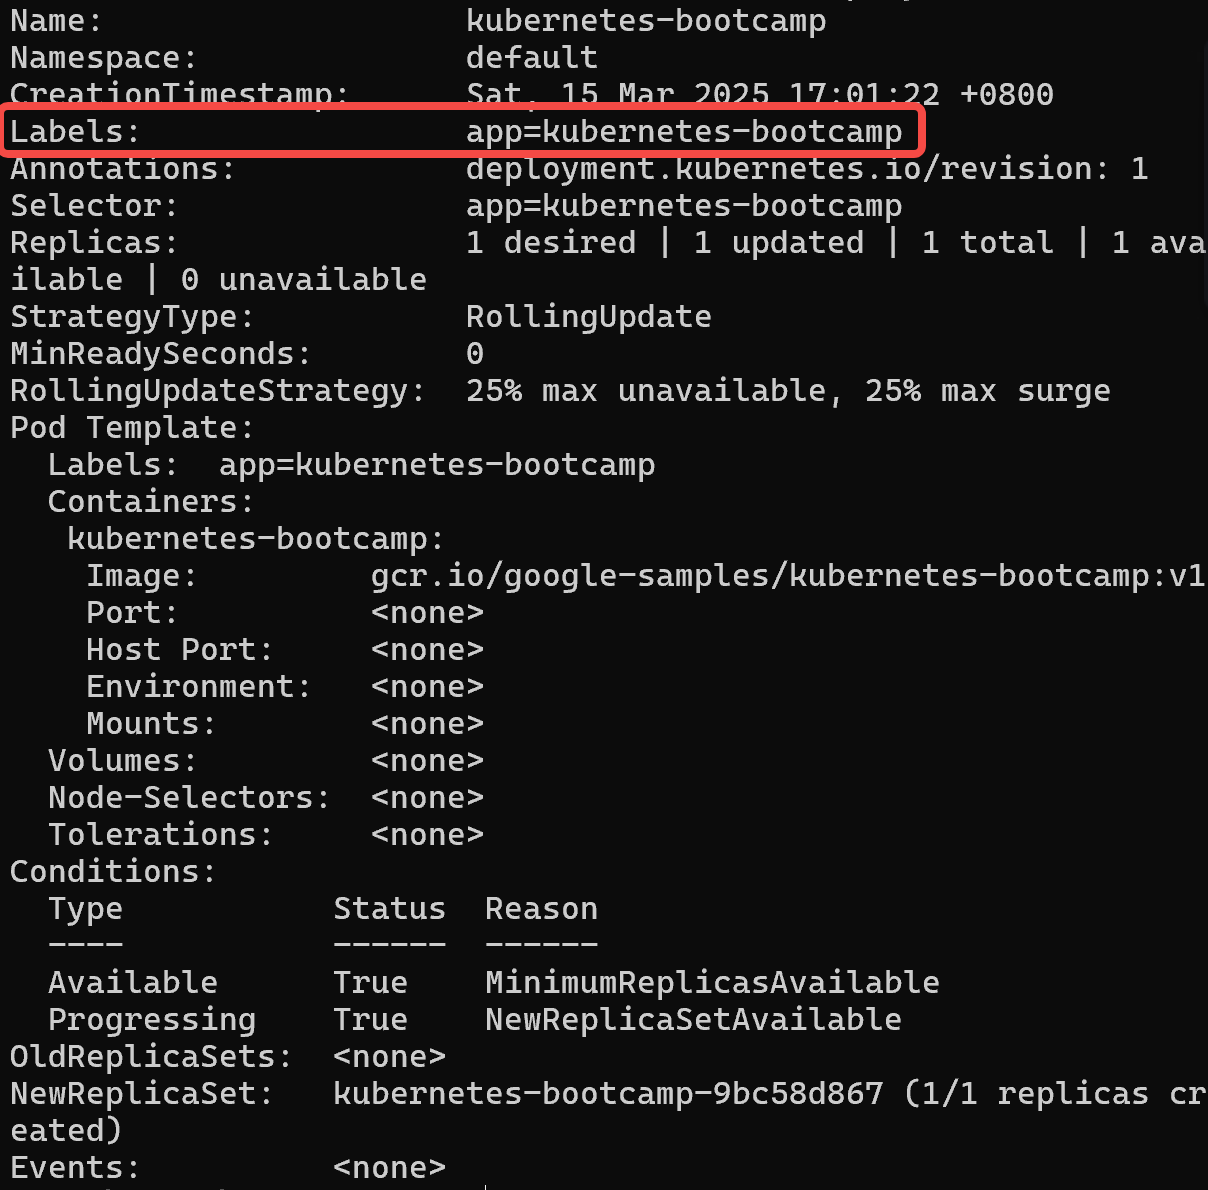 Name:                   kubernetes-bootcamp
Namespace:              default
CreationTimestamp:      Sat, 15 Mar 2025 17:01:22 +0800
Labels:                 app=kubernetes-bootcamp
Annotations:            deployment.kubernetes.io/revision: 1
Selector:               app=kubernetes-bootcamp
Replicas:               1 desired | 1 updated | 1 total | 1 ava
ilable | 0 unavailable
StrategyType:           RollingUpdate
MinReadySeconds:        0
RollingUpdateStrategy:  25% max unavailable, 25% max surge
Pod Template:
  Labels:  app=kubernetes-bootcamp
  Containers:
   kubernetes-bootcamp:
    Image:         gcr.io/google-samples/kubernetes-bootcamp:v1
    Port:          <none>
    Host Port:     <none>
    Environment:   <none>
    Mounts:        <none>
  Volumes:         <none>
  Node-Selectors:  <none>
  Tolerations:     <none>
Conditions:
  Type           Status  Reason
  ----           ------  ------
  Available      True    MinimumReplicasAvailable
  Progressing    True    NewReplicaSetAvailable
OldReplicaSets:  <none>
NewReplicaSet:   kubernetes-bootcamp-9bc58d867 (1/1 replicas cr
eated)
Events:          <none>